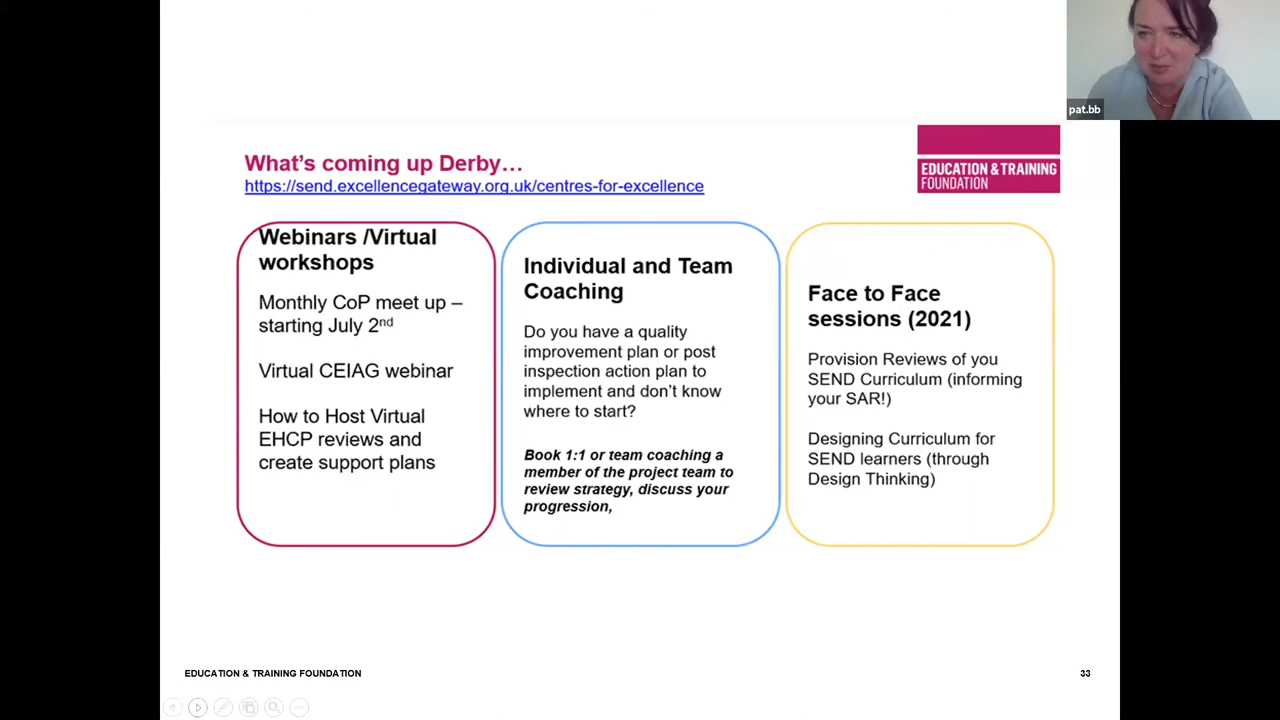 pat.bb
What's coming up Derby...
https://send.excellencegateway.org.uk/centres-for-excellence
EDUCATION & TRAINING
FOUNDATION
Webinars /Virtual
workshops
Monthly CoP meet up –
starting July 2nd
Virtual CEIAG webinar
How to Host Virtual
EHCP reviews and
create support plans
Individual and Team
Coaching
Do you have a quality
improvement plan or post
inspection action plan to
implement and don't know
where to start?
Book 1:1 or team coaching a
member of the project team to
review strategy, discuss your
progression,
Face to Face
sessions (2021)
Provision Reviews of you
SEND Curriculum (informing
your SAR!)
Designing Curriculum for
SEND learners (through
Design Thinking)
EDUCATION & TRAINING FOUNDATION
33